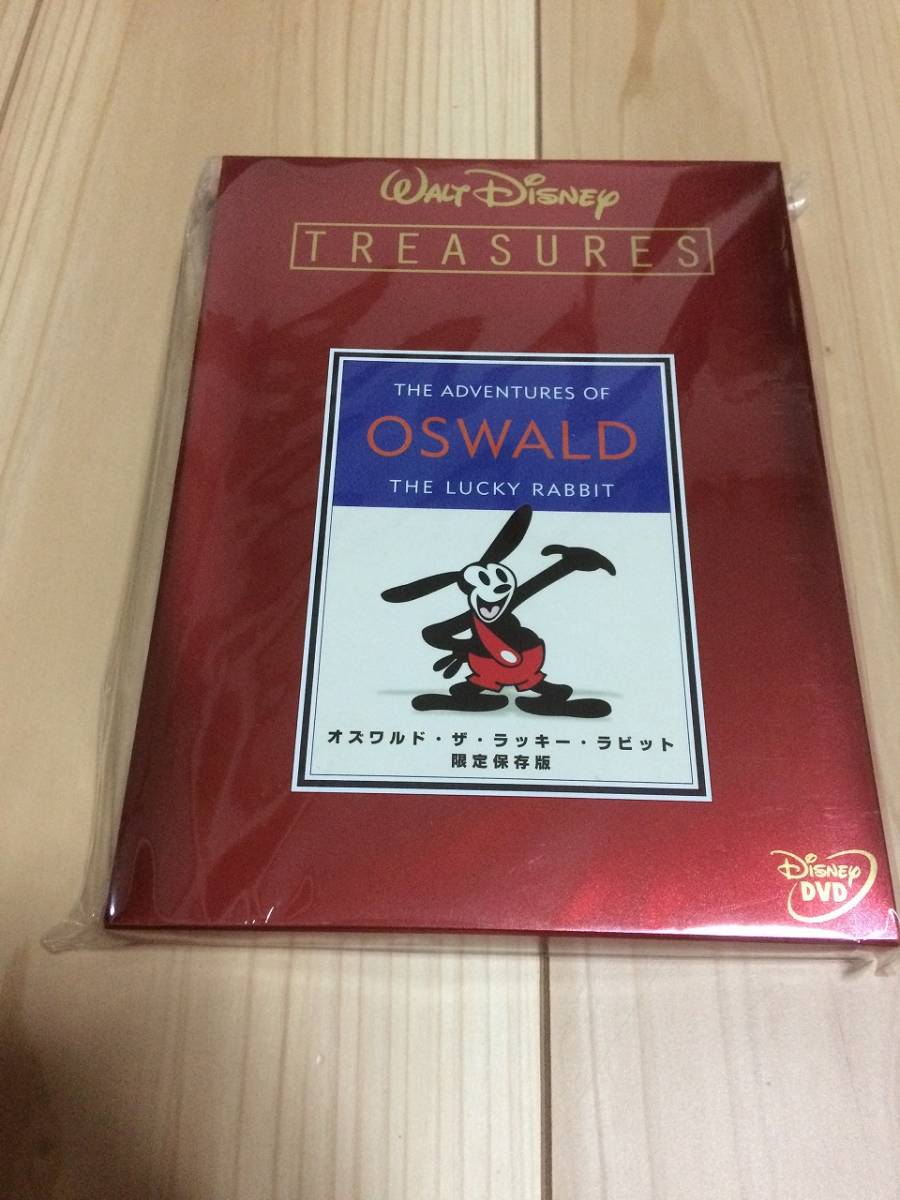 WALT DISNEY
TREASURES
THE ADVENTURES OF
OSWALD
THE LUCKY RABBIT
オズワルド・ザ・ラッキー・ラビット
限定保存版
DISNEY
DVD